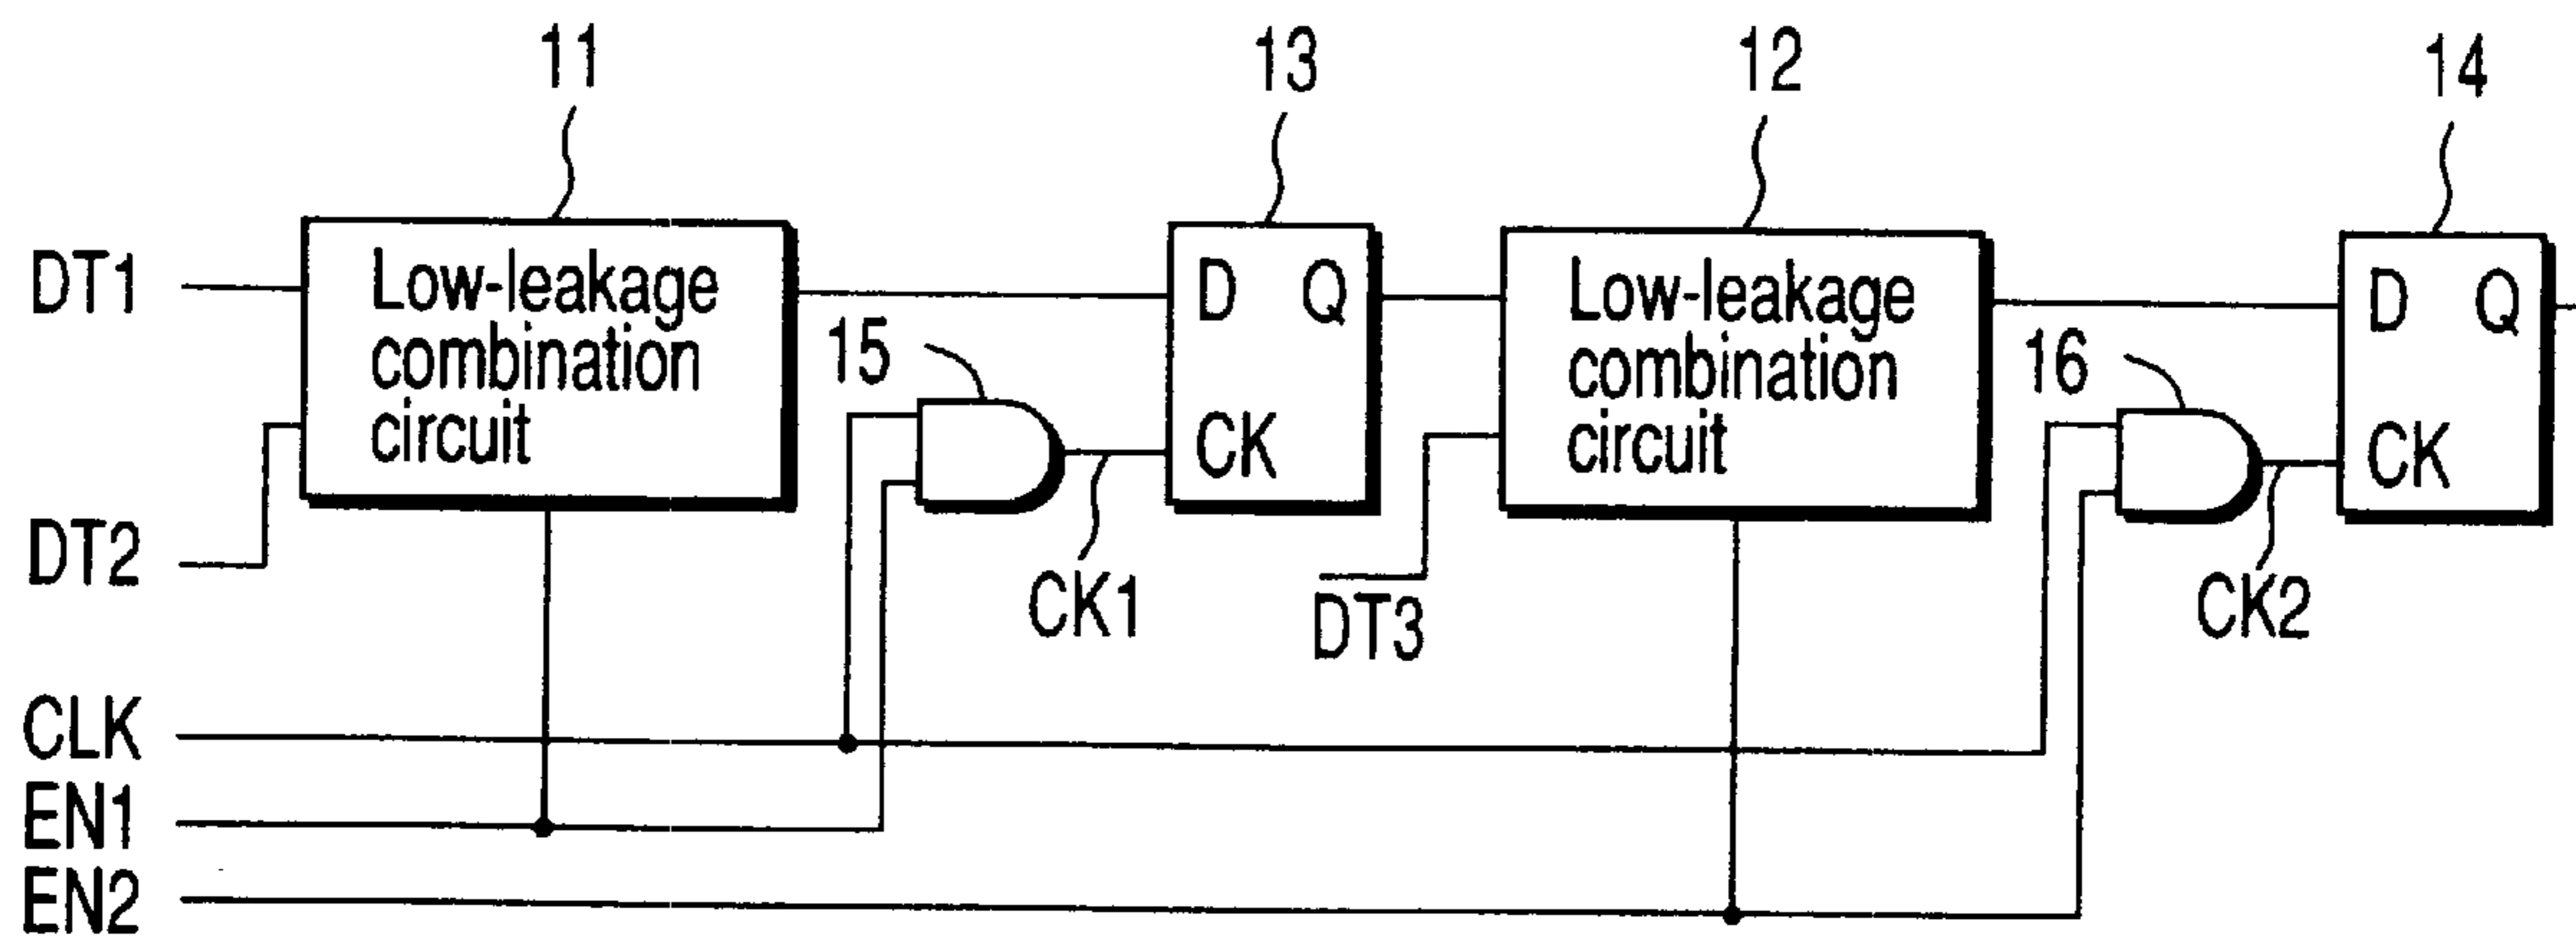 11
13
12
14
DT1
Low-leakage
combination
circuit
D Q
CK
Low-leakage
combination
circuit
D Q
CK
15
16
DT2
CK1
DT3
CK2
CLK
EN1
EN2